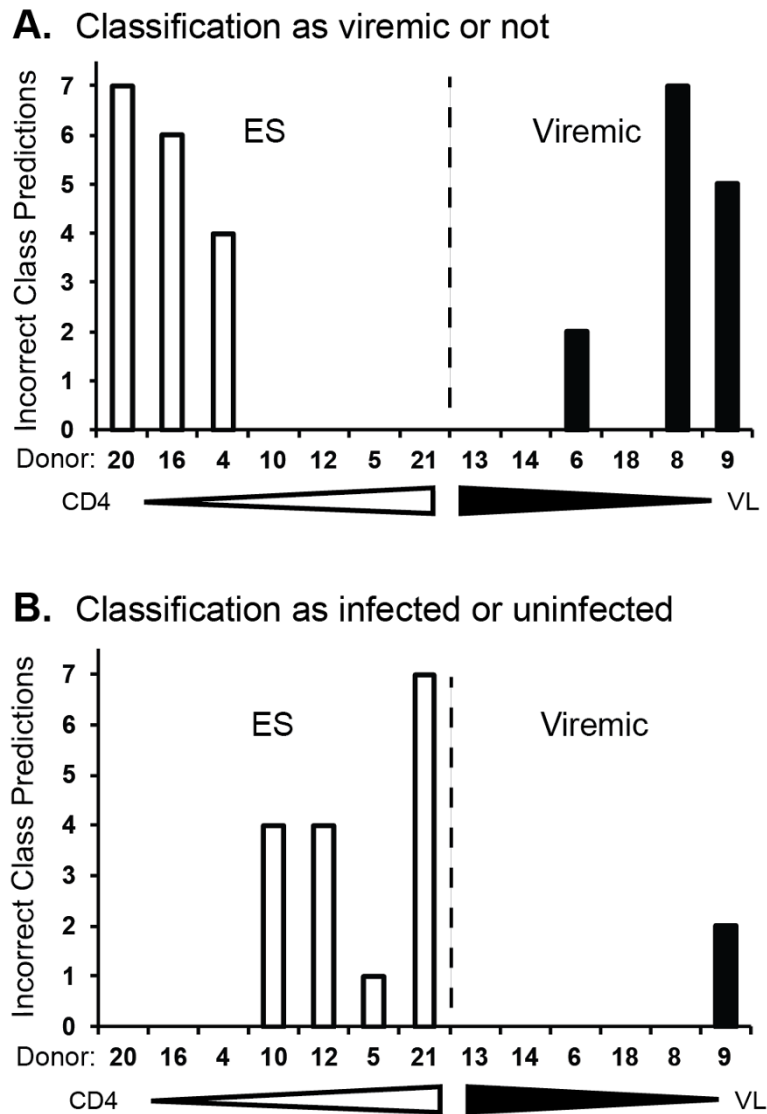 A. Classification as viremic or not
Incorrect Class Predictions
7
6
5
4
3
2
1
0
ES
Viremic
Donor: 20 16 4 10 12 5 21 13 14 6 18 8 9
CD4 VL
B. Classification as infected or uninfected
Incorrect Class Predictions
7
6
5
4
3
2
1
0
ES
Viremic
Donor: 20 16 4 10 12 5 21 13 14 6 18 8 9
CD4 VL